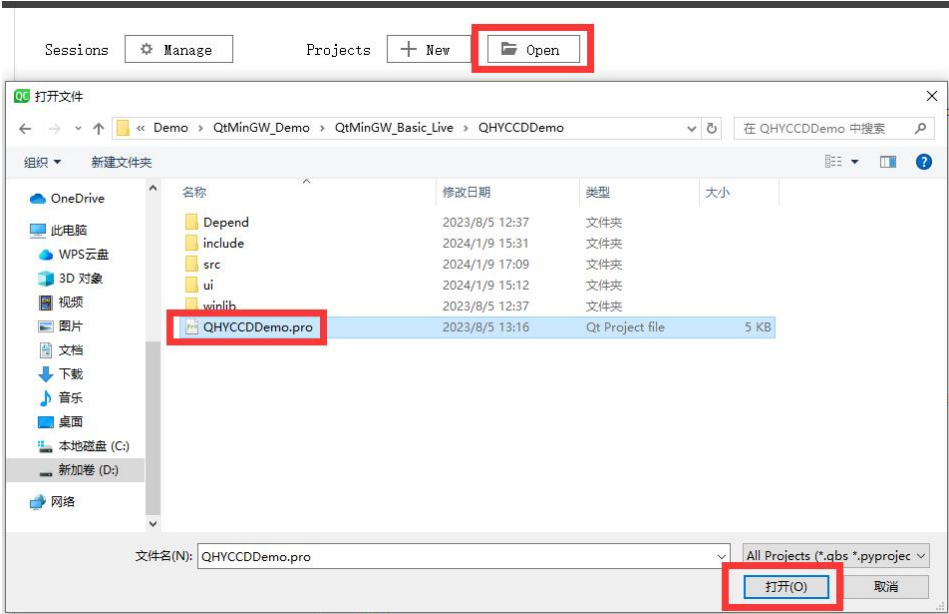 Sessions Manage Projects New Open
打开文件
« Demo › QtMinGW_Demo › QtMinGW_Basic_Live › QHYCCDDemo 在 QHYCCDDemo 中搜索
组织 新建文件夹
名称 修改日期 类型 大小
OneDrive
此电脑
WPS云盘
3D 对象
视频
图片
文档
下载
音乐
桌面
本地磁盘 (C:)
新加卷 (D:)
网络
Depend 2023/8/5 12:37 文件夹
include 2024/1/9 15:31 文件夹
src 2024/1/9 17:09 文件夹
ui 2024/1/9 15:12 文件夹
winlib 2023/8/5 12:37 文件夹
QHYCCDDemo.pro 2023/8/5 13:16 Qt Project file 5 KB
文件名(N): QHYCCDDemo.pro All Projects (*.qbs *.pyprojec
打开(O) 取消